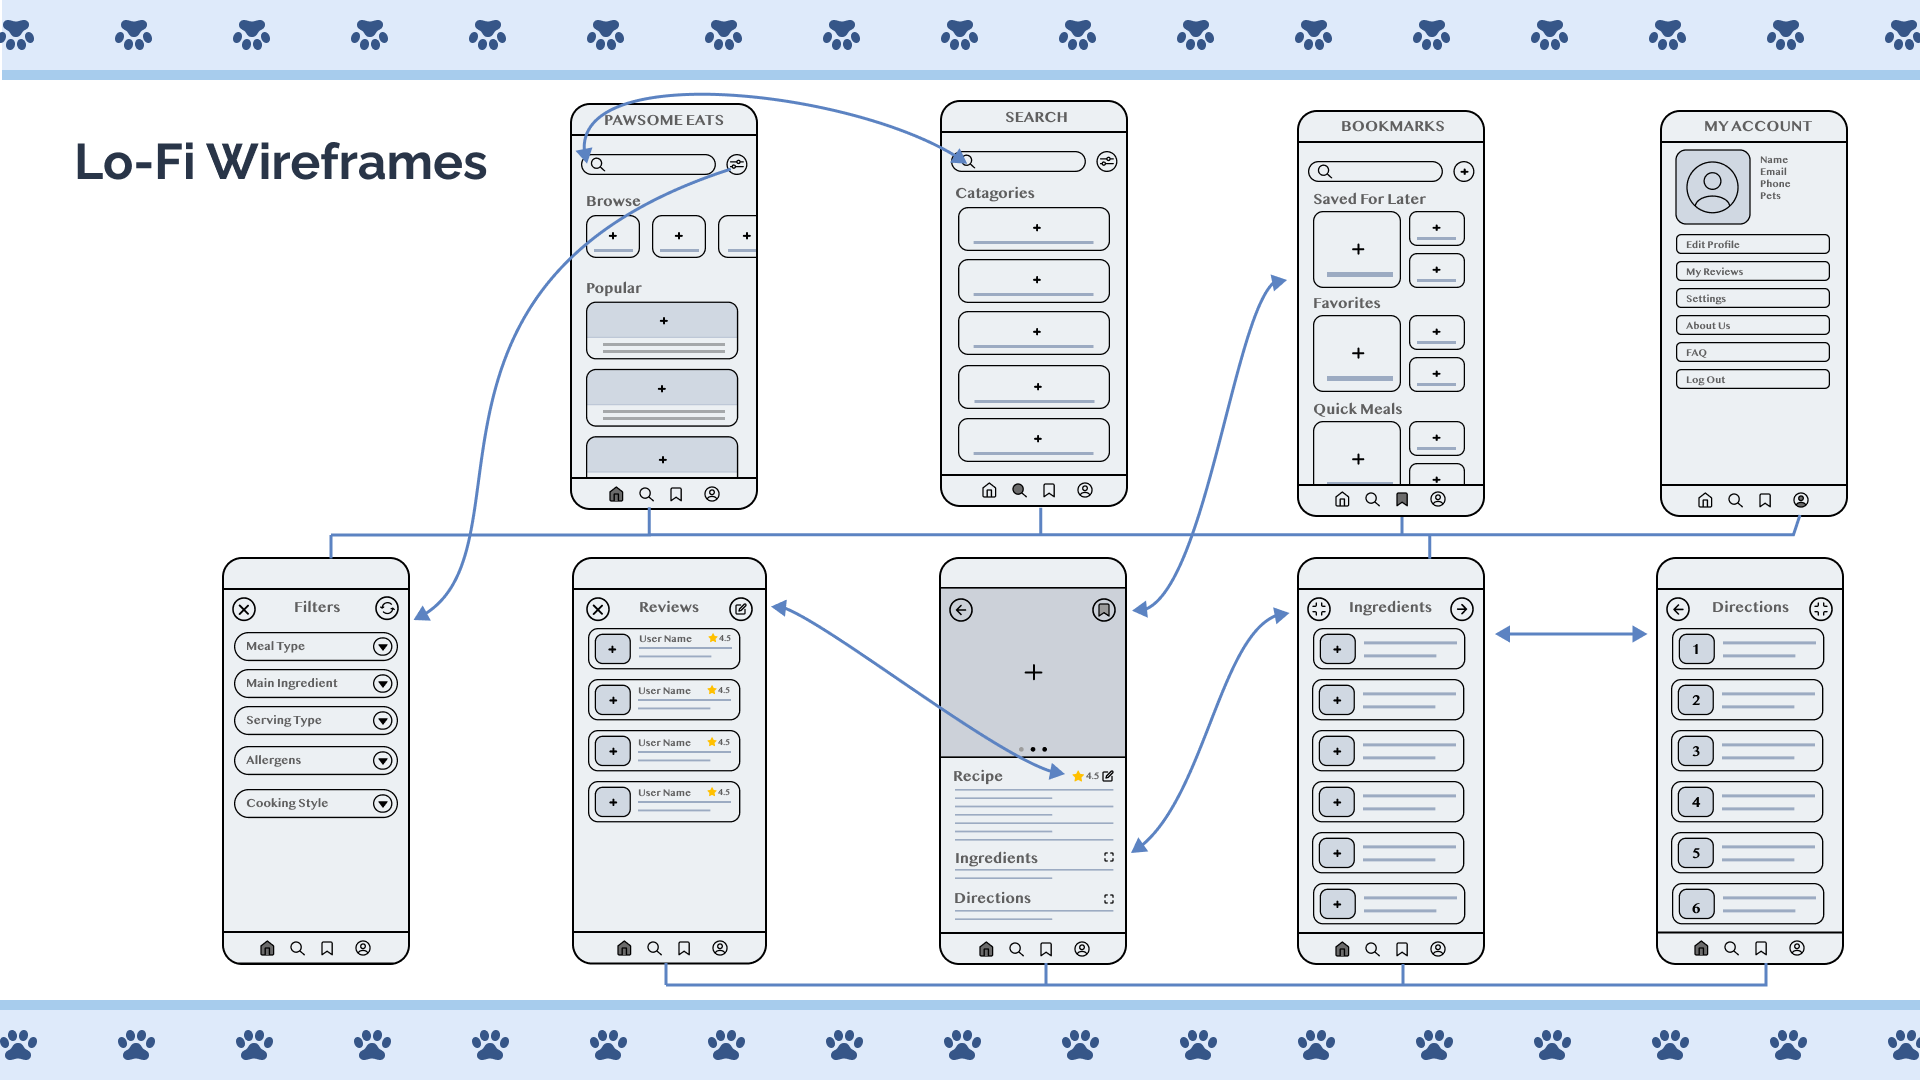 Lo-Fi Wireframes
PAWSOME EATS
Browse
Popular
SEARCH
Catagories
BOOKMARKS
Saved For Later
Favorites
Quick Meals
MY ACCOUNT
Name
Email
Phone
Pets
Edit Profile
My Reviews
Settings
About Us
FAQ
Log Out
Filters
Meal Type
Main Ingredient
Serving Type
Allergens
Cooking Style
Reviews
User Name 4.5
User Name 4.5
User Name 4.5
User Name 4.5
Recipe 4.5
Ingredients
Directions
Ingredients
Directions
1
2
3
4
5
6